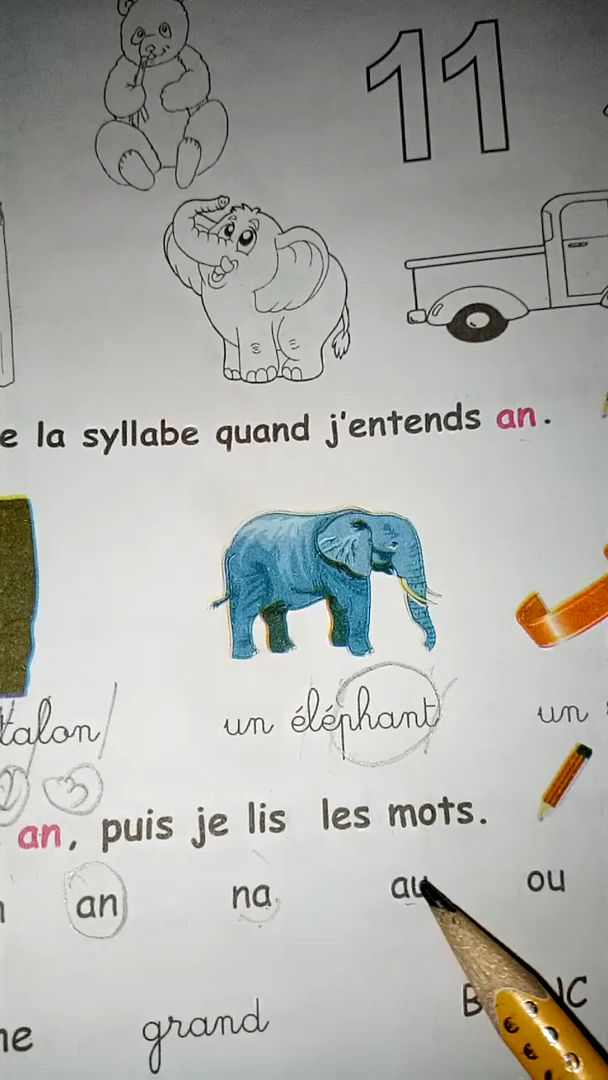 11
e la syllabe quand j'entends an.
talon un éléphant un
an, puis je lis les mots.
an na au ou
grand